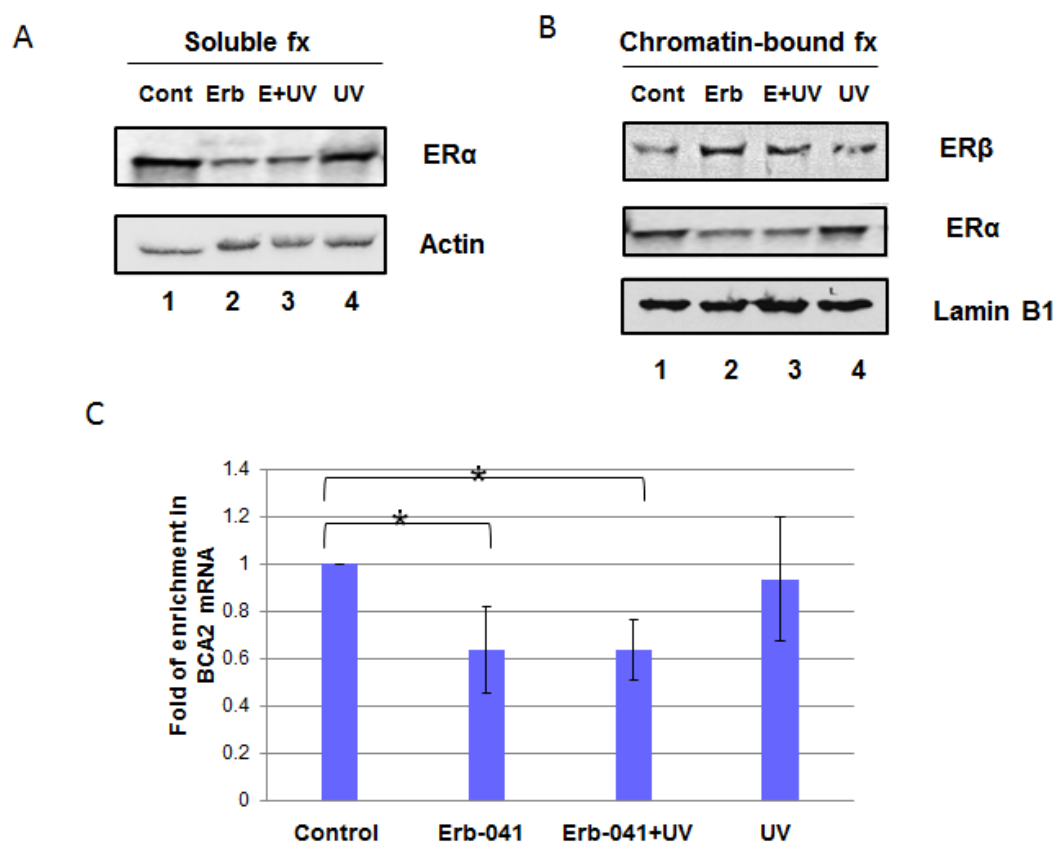 A
Soluble fx
Cont Erb E+UV UV
ERα
Actin
1 2 3 4
B
Chromatin-bound fx
Cont Erb E+UV UV
ERβ
ERα
Lamin B1
1 2 3 4
C
Fold of enrichment in
BCA2 mRNA
1.4
1.2
1
0.8
0.6
0.4
0.2
0
*
*
Control Erb-041 Erb-041+UV UV